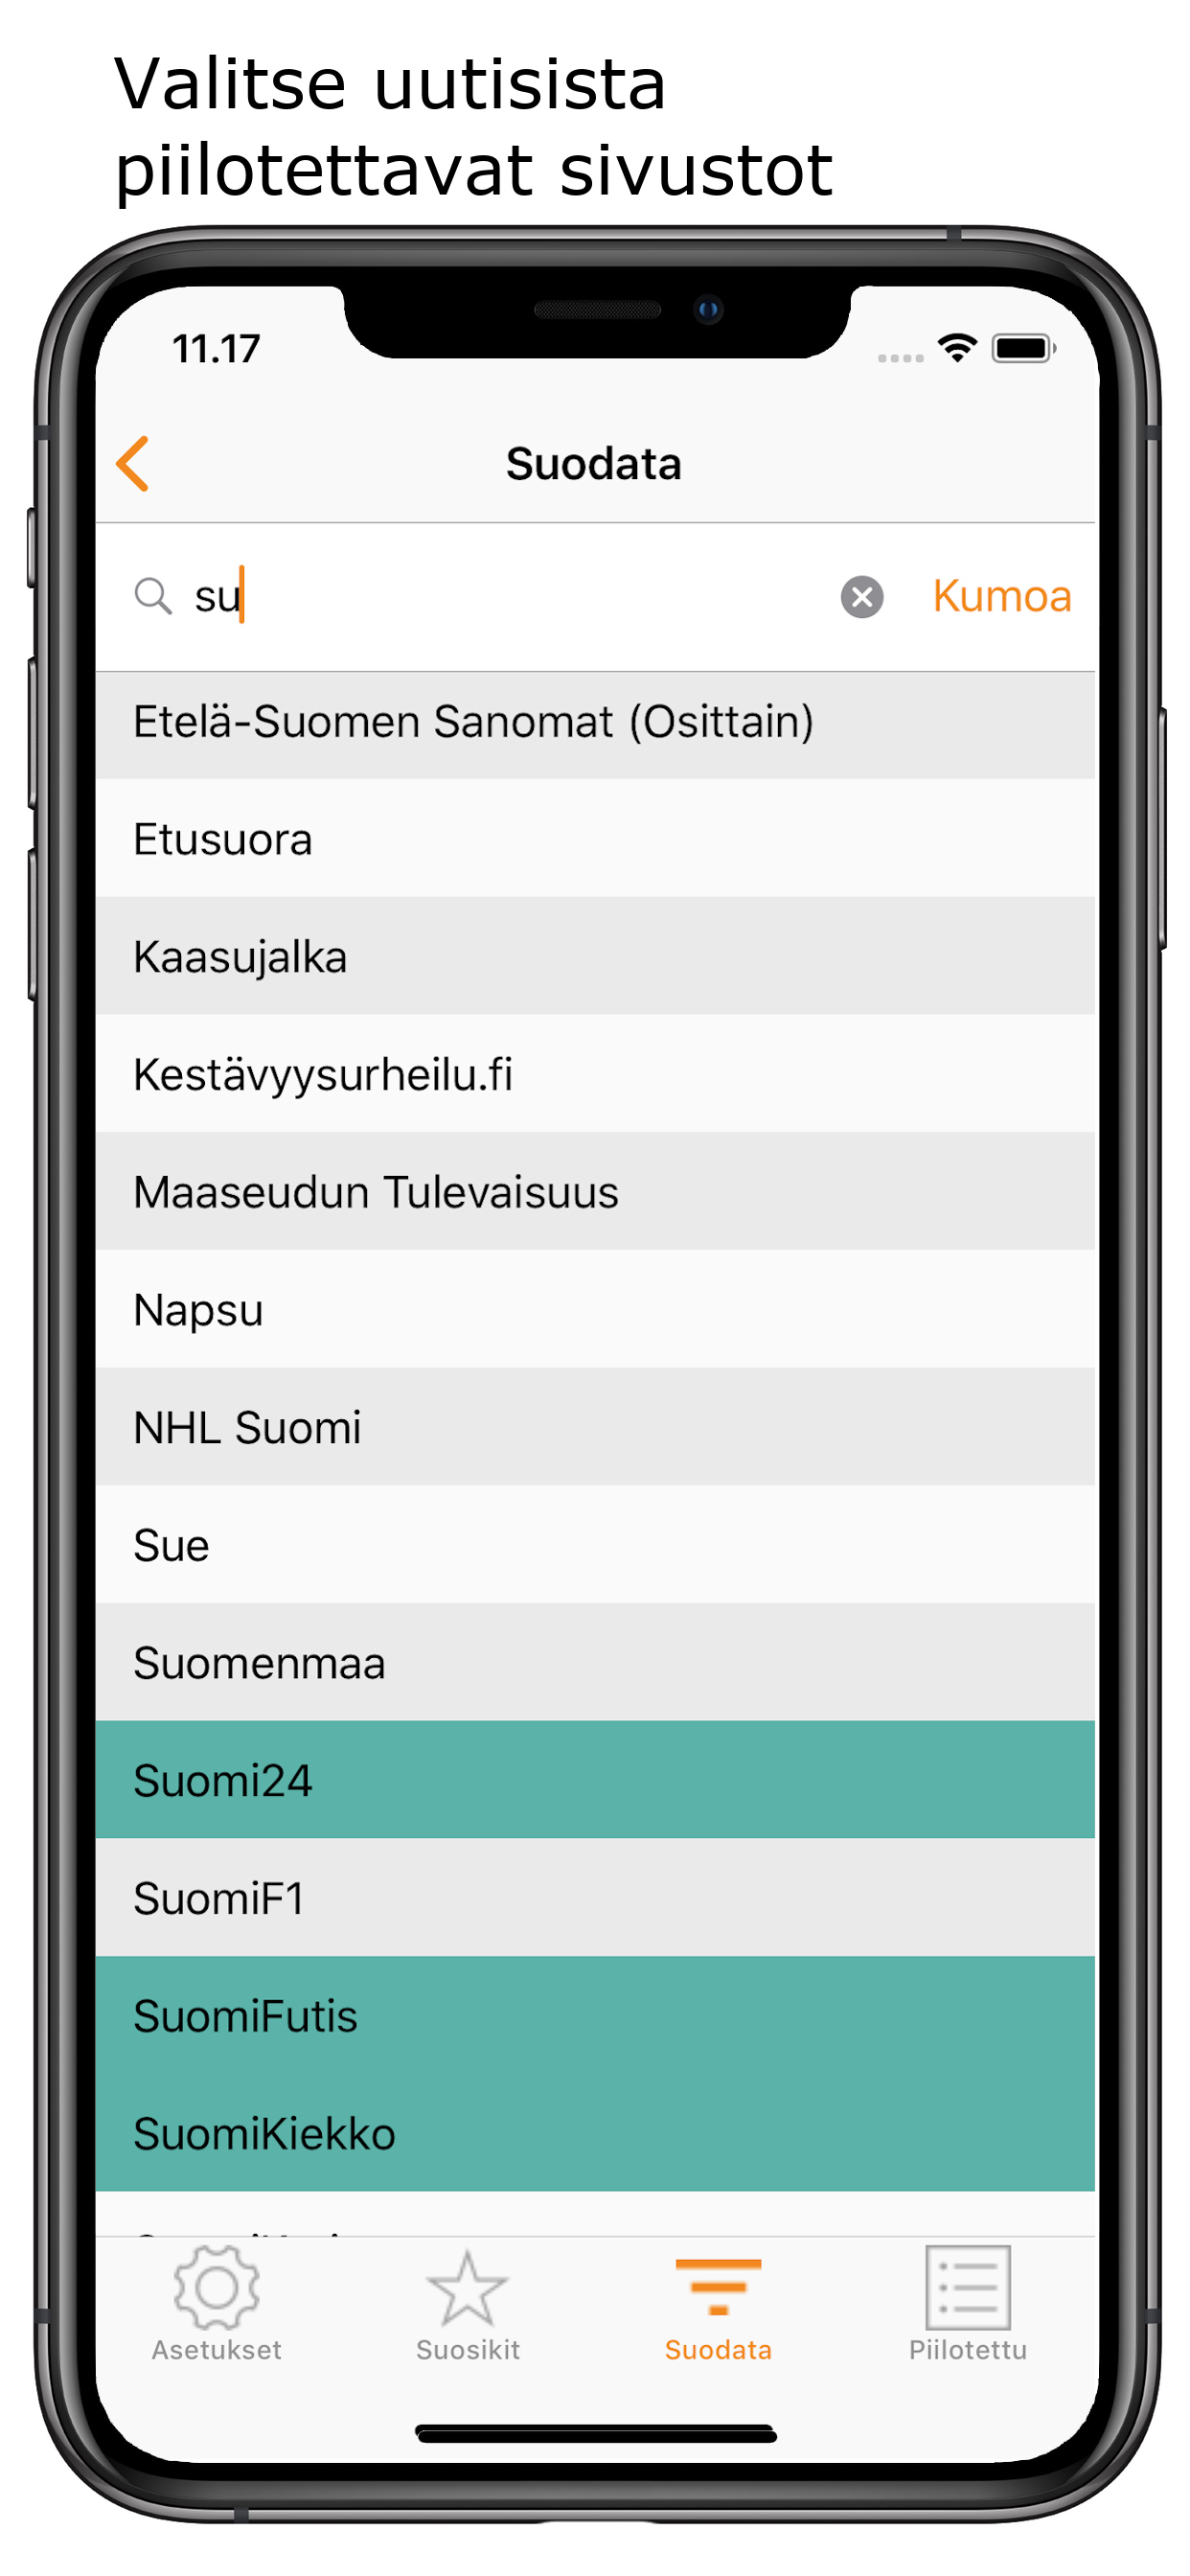 Valitse uutisista
piilotettavat sivustot
11.17
Suodata
su
Kumoa
Etelä-Suomen Sanomat (Osittain)
Etusuora
Kaasujalka
Kestävyysurheilu.fi
Maaseudun Tulevaisuus
Napsu
NHL Suomi
Sue
Suomenmaa
Suomi24
SuomiF1
SuomiFutis
SuomiKiekko
Asetukset
Suosikit
Suodata
Piilotettu